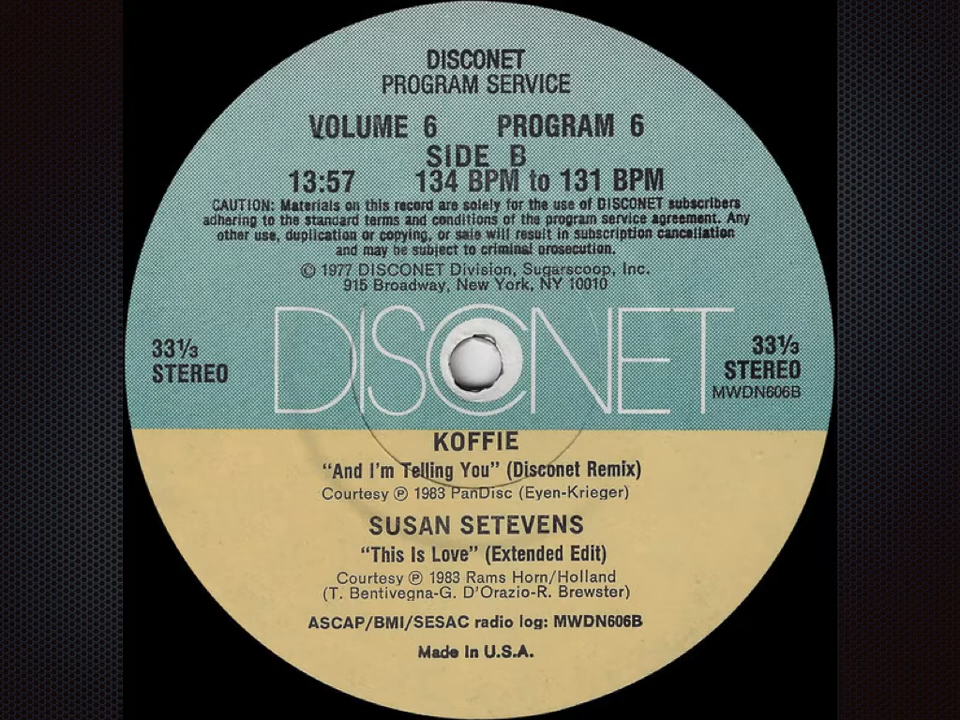 DISCONET
PROGRAM SERVICE
VOLUME 6 PROGRAM 6
SIDE B
13:57 134 BPM to 131 BPM
CAUTION: Materials on this record are solely for the use of DISCONET subscribers
adhering to the standard terms and conditions of the program service agreement. Any
other use, duplication or copying, or sale will result in subscription cancellation
and may be subject to criminal prosecution.
© 1977 DISCONET Division, Sugarscoop, Inc.
915 Broadway, New York, NY 10010
DISCONET
33⅓
STEREO
33⅓
STEREO
MWDN606B
KOFFIE
“And I'm Telling You” (Disconet Remix)
Courtesy ℗ 1983 PanDisc (Eyen-Krieger)
SUSAN SETEVENS
“This Is Love” (Extended Edit)
Courtesy ℗ 1983 Rams Horn/Holland
(T. Bentivegna-G. D'Orazio-R. Brewster)
ASCAP/BMI/SESAC radio log: MWDN606B
Made In U.S.A.